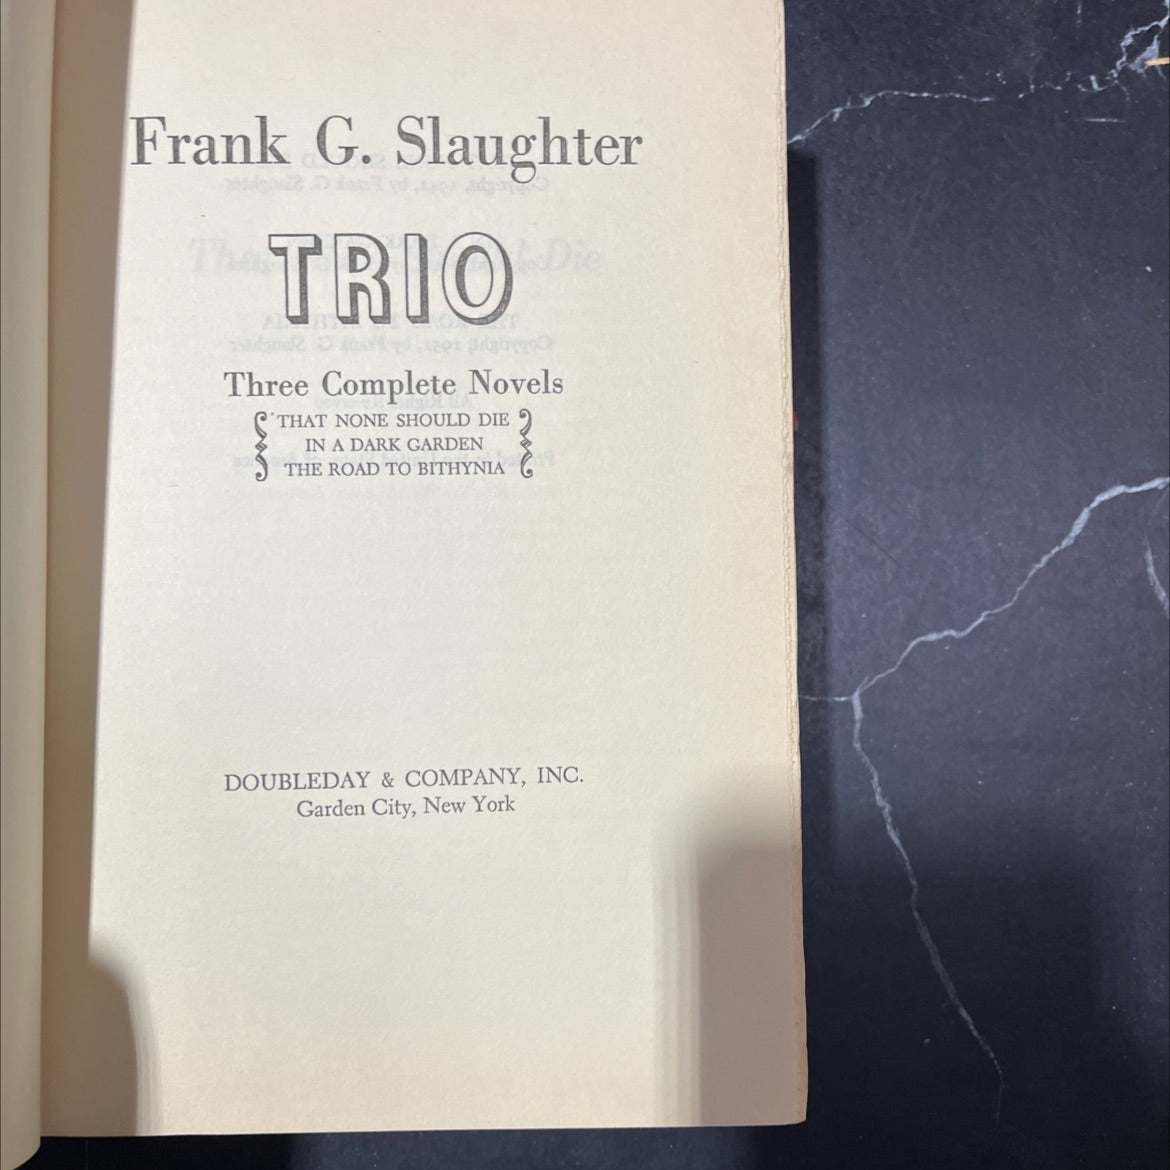 Frank G. Slaughter
TRIO
Three Complete Novels
THAT NONE SHOULD DIE
IN A DARK GARDEN
THE ROAD TO BITHYNIA
DOUBLEDAY & COMPANY, INC.
Garden City, New York